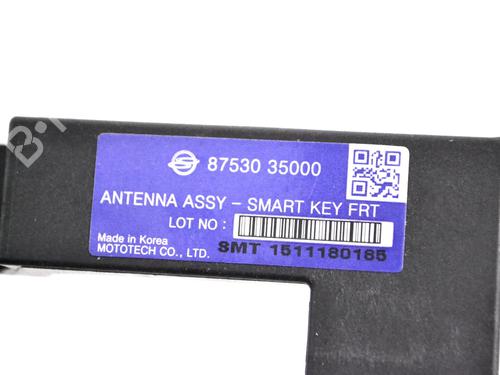 87530 35000
ANTENNA ASSY - SMART KEY FRT
LOT NO :
Made in Korea
MOTOTECH CO., LTD.
SMT 1511180185